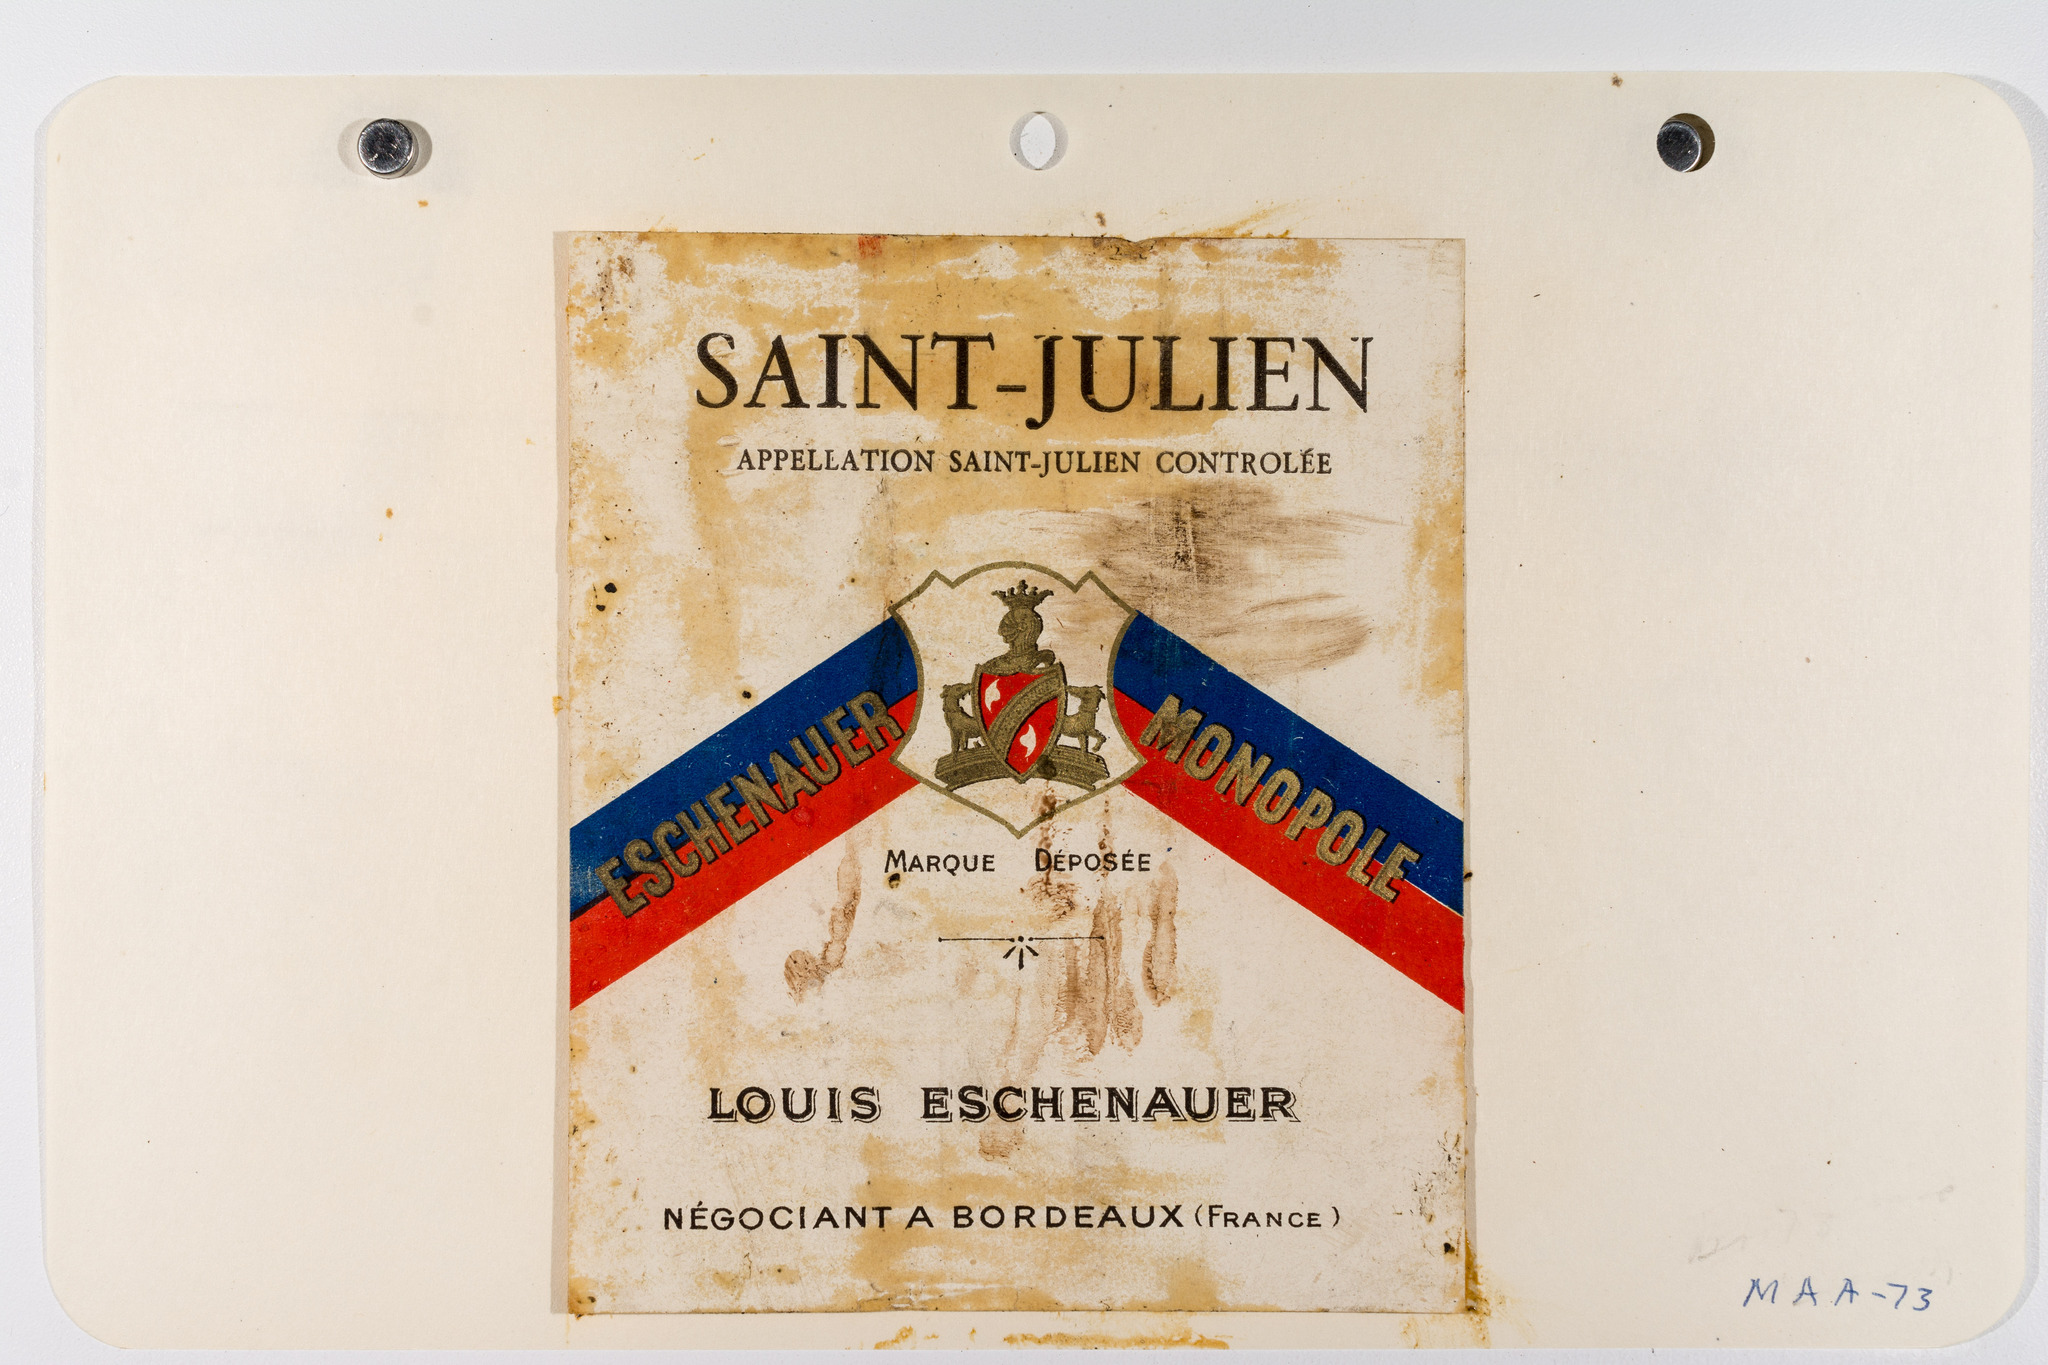 SAINT-JULIEN
APPELLATION SAINT-JULIEN CONTROLÉE
ESCHENAUER
MONOPOLE
MARQUE DÉPOSÉE
LOUIS ESCHENAUER
NÉGOCIANT A BORDEAUX (FRANCE)
MAA-73